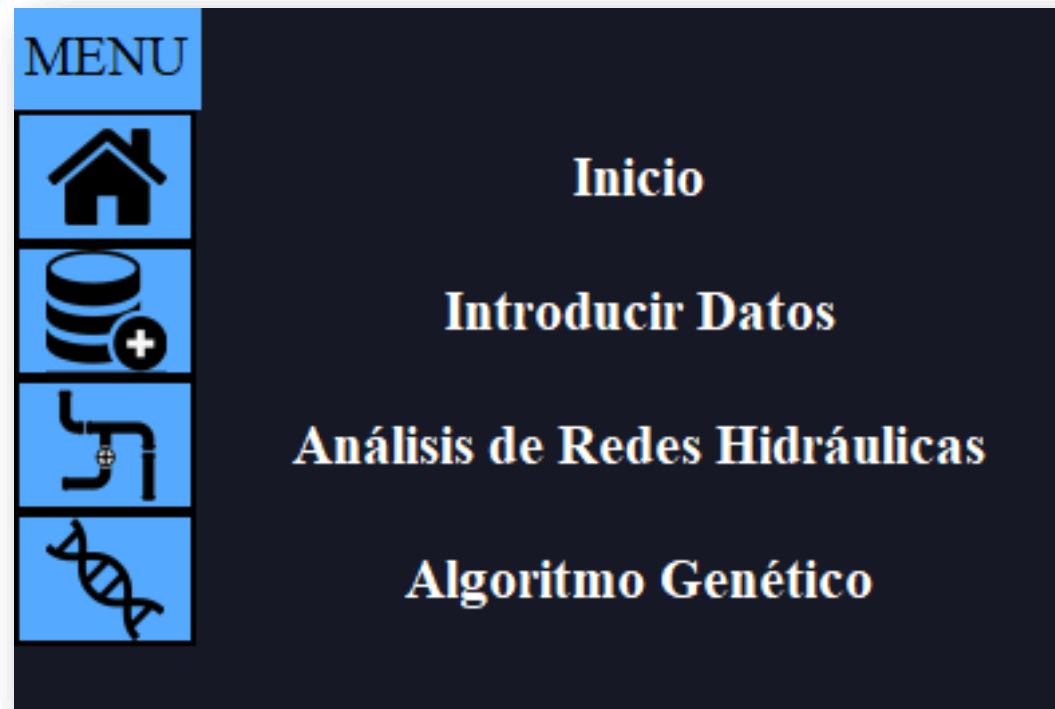 MENU
Inicio
Introducir Datos
Análisis de Redes Hidráulicas
Algoritmo Genético